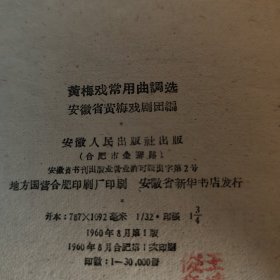 黄梅戏常用曲調选
安徽省黄梅戏剧团編
安徽人民出版社出版
(合肥市金寨路)
安徽省书刊出版业营业許可証出字第2号
地方国营合肥印刷厂印刷 安徽省新华书店发行
开本:787×1092毫米 1/32·印張 1 3/4
1960年8月第1版
1960年8月合肥第1次印刷
印数:1—30,000册